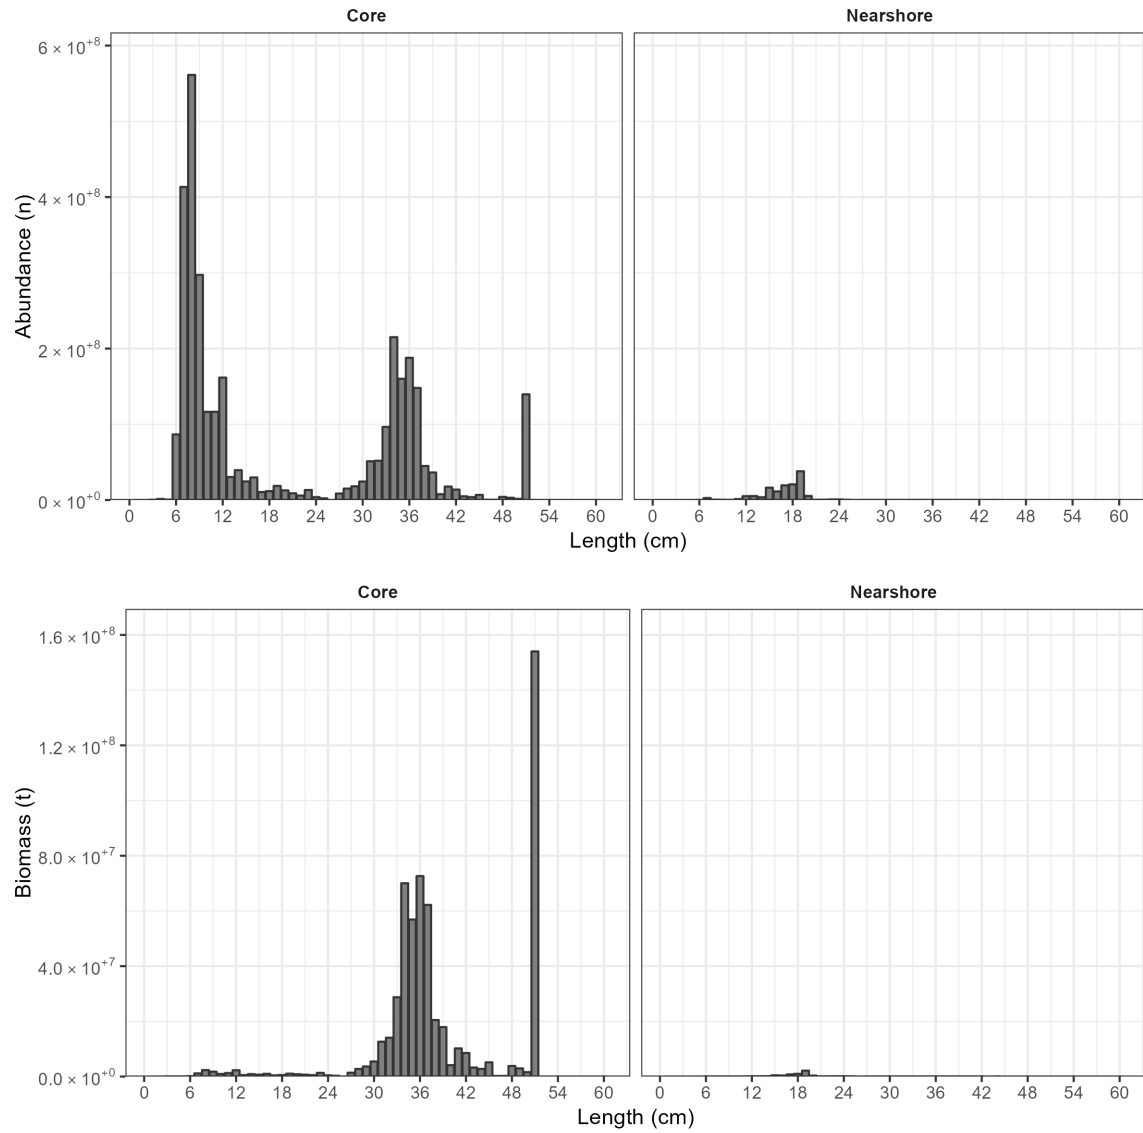 Core Nearshore
6 × 10⁺⁸
4 × 10⁺⁸
2 × 10⁺⁸
0 × 10⁺⁰
Abundance (n)
0 6 12 18 24 30 36 42 48 54 60 0 6 12 18 24 30 36 42 48 54 60
Length (cm)
Core Nearshore
1.6 × 10⁺⁸
1.2 × 10⁺⁸
8.0 × 10⁺⁷
4.0 × 10⁺⁷
0.0 × 10⁺⁰
Biomass (t)
0 6 12 18 24 30 36 42 48 54 60 0 6 12 18 24 30 36 42 48 54 60
Length (cm)